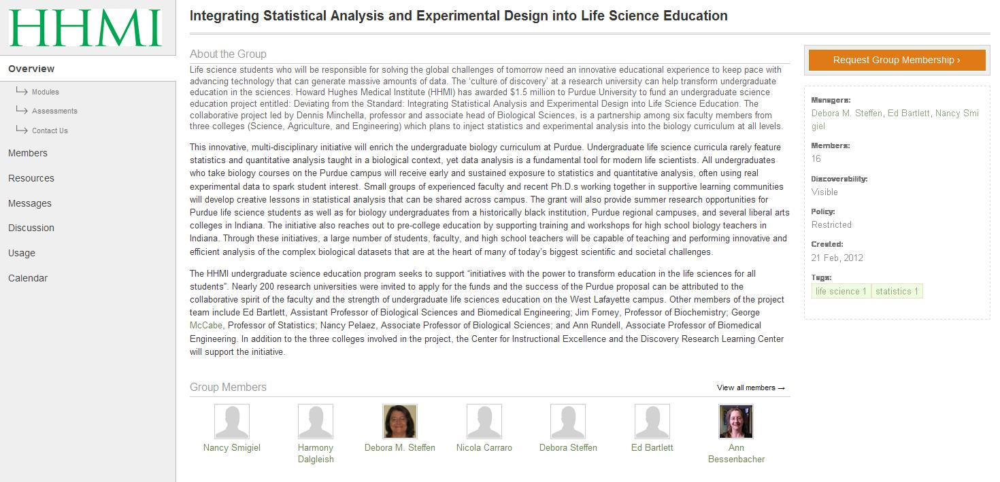 HHMI
Overview
Modules
Assessments
Contact Us
Members
Resources
Messages
Discussion
Usage
Calendar
Integrating Statistical Analysis and Experimental Design into Life Science Education
About the Group
Life science students who will be responsible for solving the global challenges of tomorrow need an innovative educational experience to keep pace with
advancing technology that can generate massive amounts of data. The ‘culture of discovery’ at a research university can help transform undergraduate
education in the sciences. Howard Hughes Medical Institute (HHMI) has awarded $1.5 million to Purdue University to fund an undergraduate science
education project entitled: Deviating from the Standard: Integrating Statistical Analysis and Experimental Design into Life Science Education. The
collaborative project led by Dennis Minchella, professor and associate head of Biological Sciences, is a partnership among six faculty members from
three colleges (Science, Agriculture, and Engineering) which plans to inject statistics and experimental analysis into the biology curriculum at all levels.
This innovative, multi-disciplinary initiative will enrich the undergraduate biology curriculum at Purdue. Undergraduate life science curricula rarely feature
statistics and quantitative analysis taught in a biological context, yet data analysis is a fundamental tool for modern life scientists. All undergraduates
who take biology courses on the Purdue campus will receive early and sustained exposure to statistics and quantitative analysis, often using real
experimental data to spark student interest. Small groups of experienced faculty and recent Ph.D.s working together in supportive learning communities
will develop creative lessons in statistical analysis that can be shared across campus. The grant will also provide summer research opportunities for
Purdue life science students as well as for biology undergraduates from a historically black institution, Purdue regional campuses, and several liberal arts
colleges in Indiana. The initiative also reaches out to pre-college education by supporting training and workshops for high school biology teachers in
Indiana. Through these initiatives, a large number of students, faculty, and high school teachers will be capable of teaching and performing innovative and
efficient analysis of the complex biological datasets that are at the heart of many of today’s biggest scientific and societal challenges.
The HHMI undergraduate science education program seeks to support “initiatives with the power to transform education in the life sciences for all
students”. Nearly 200 research universities were invited to apply for the funds and the success of the Purdue proposal can be attributed to the
collaborative spirit of the faculty and the strength of undergraduate life sciences education on the West Lafayette campus. Other members of the project
team include Ed Bartlett, Assistant Professor of Biological Sciences and Biomedical Engineering; Jim Forney, Professor of Biochemistry; George
McCabe, Professor of Statistics; Nancy Pelaez, Associate Professor of Biological Sciences; and Ann Rundell, Associate Professor of Biomedical
Engineering. In addition to the three colleges involved in the project, the Center for Instructional Excellence and the Discovery Research Learning Center
will support the initiative.
Group Members
View all members →
Nancy Smigiel
Harmony
Dalgleish
Debora M. Steffen
Nicola Carraro
Debora Steffen
Ed Bartlett
Ann
Bessenbacher
Request Group Membership ›
Managers:
Debora M. Steffen, Ed Bartlett, Nancy Smi
giel
Members:
16
Discoverability:
Visible
Policy:
Restricted
Created:
21 Feb, 2012
Tags:
life science 1 statistics 1